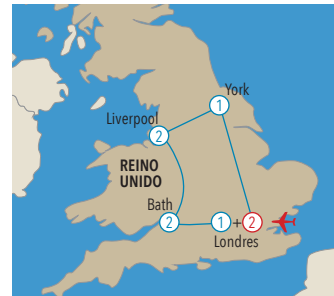 York
1
Liverpool
2
REINO
UNIDO
Bath
2
1 + 2
Londres